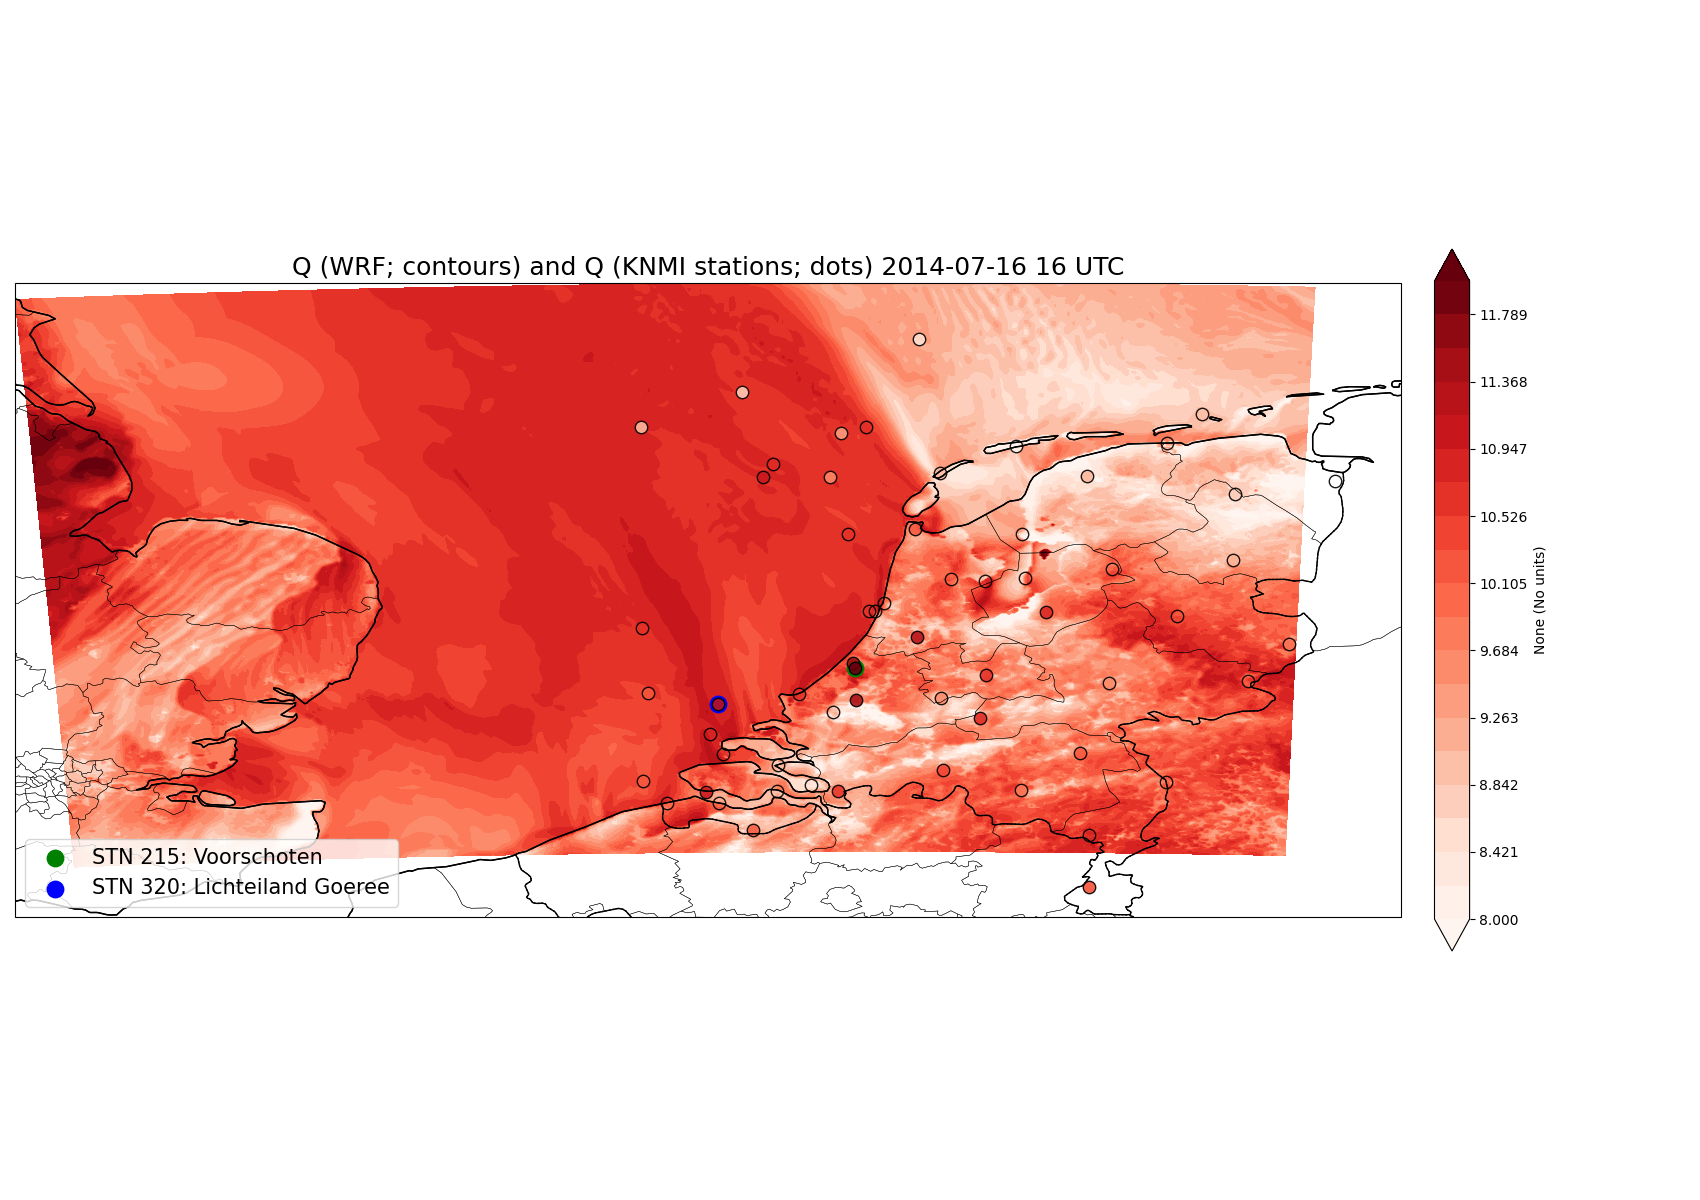 Q (WRF; contours) and Q (KNMI stations; dots) 2014-07-16 16 UTC
11.789
11.368
10.947
10.526
10.105
9.684
9.263
8.842
8.421
8.000
None (No units)
STN 215: Voorschoten
STN 320: Lichteiland Goeree